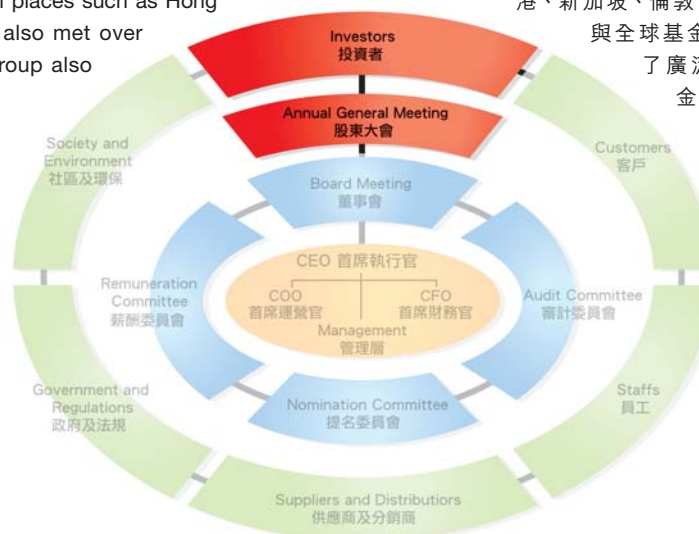 places such as Hong
also met over
roup also
港、新加坡、倫敦
與全球基金
了廣
金
Investors
投資者
Annual General Meeting
股東大會
Society and
Environment
社區及環保
Customers
客戶
Board Meeting
董事會
Remuneration
Committee
薪酬委員會
CEO 首席執行官
COO
首席運營官
CFO
首席財務官
Management
管理層
Audit Committee
審計委員會
Government and
Regulations
政府及法規
Nomination Committee
提名委員會
Staffs
員工
Suppliers and Distributiors
供應商及分銷商